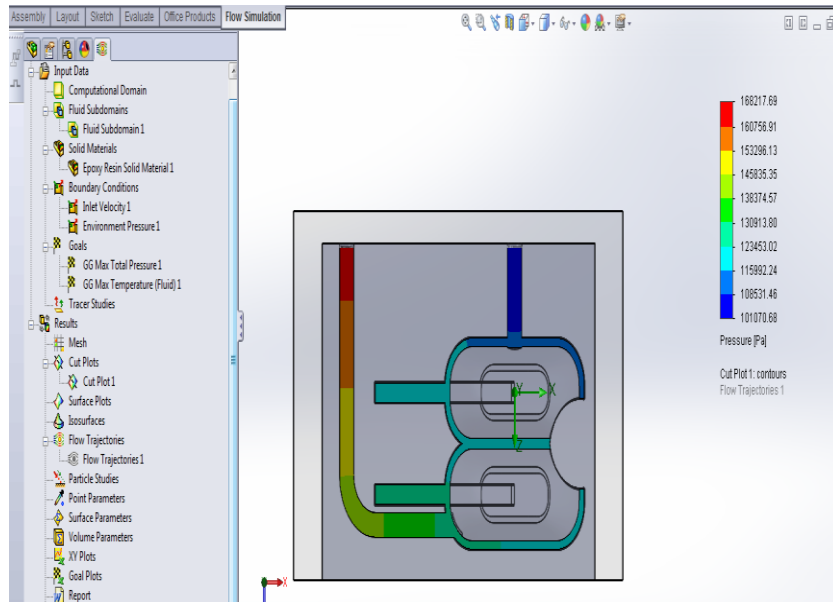 Assembly Layout Sketch Evaluate Office Products Flow Simulation
Input Data
Computational Domain
Fluid Subdomains
Fluid Subdomain 1
Solid Materials
Epoxy Resin Solid Material 1
Boundary Conditions
Inlet Velocity 1
Environment Pressure 1
Goals
GG Max Total Pressure 1
GG Max Temperature (Fluid) 1
Tracer Studies
Results
Mesh
Cut Plots
Cut Plot 1
Surface Plots
Isosurfaces
Flow Trajectories
Flow Trajectories 1
Particle Studies
Point Parameters
Surface Parameters
Volume Parameters
XY Plots
Goal Plots
Report
Y X
Z
X
168217.69
160756.91
153296.13
145835.35
138374.57
130913.80
123453.02
115992.24
108531.46
101070.68
Pressure [Pa]
Cut Plot 1: contours
Flow Trajectories 1